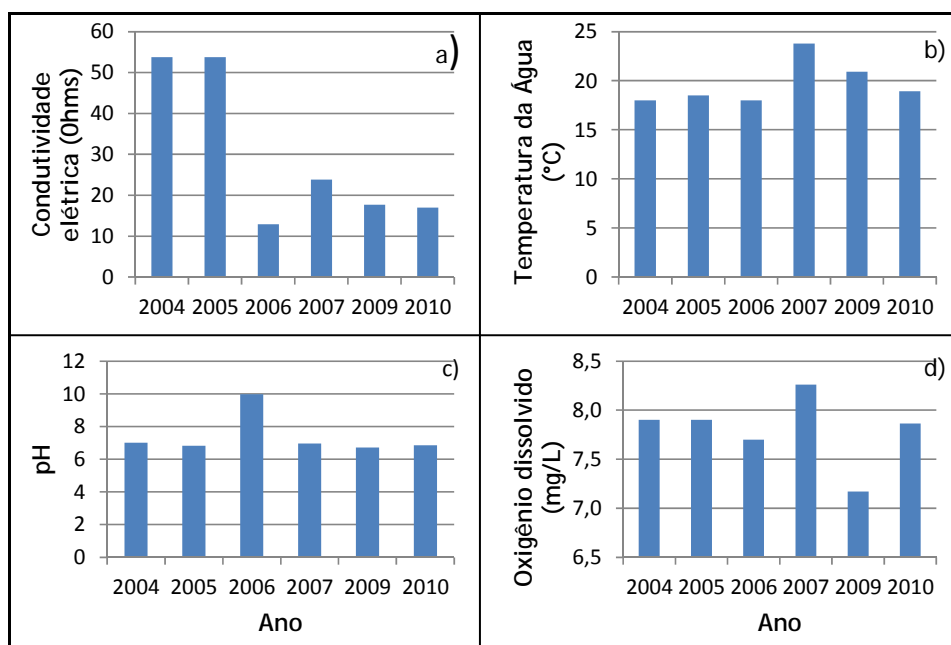 a)
Condutividade
elétrica (0hms)
60
50
40
30
20
10
0
2004 2005 2006 2007 2009 2010
b)
Temperatura da Água
(°C)
25
20
15
10
5
0
2004 2005 2006 2007 2009 2010
c)
pH
12
10
8
6
4
2
0
2004 2005 2006 2007 2009 2010
Ano
d)
Oxigênio dissolvido
(mg/L)
8,5
8,0
7,5
7,0
6,5
2004 2005 2006 2007 2009 2010
Ano